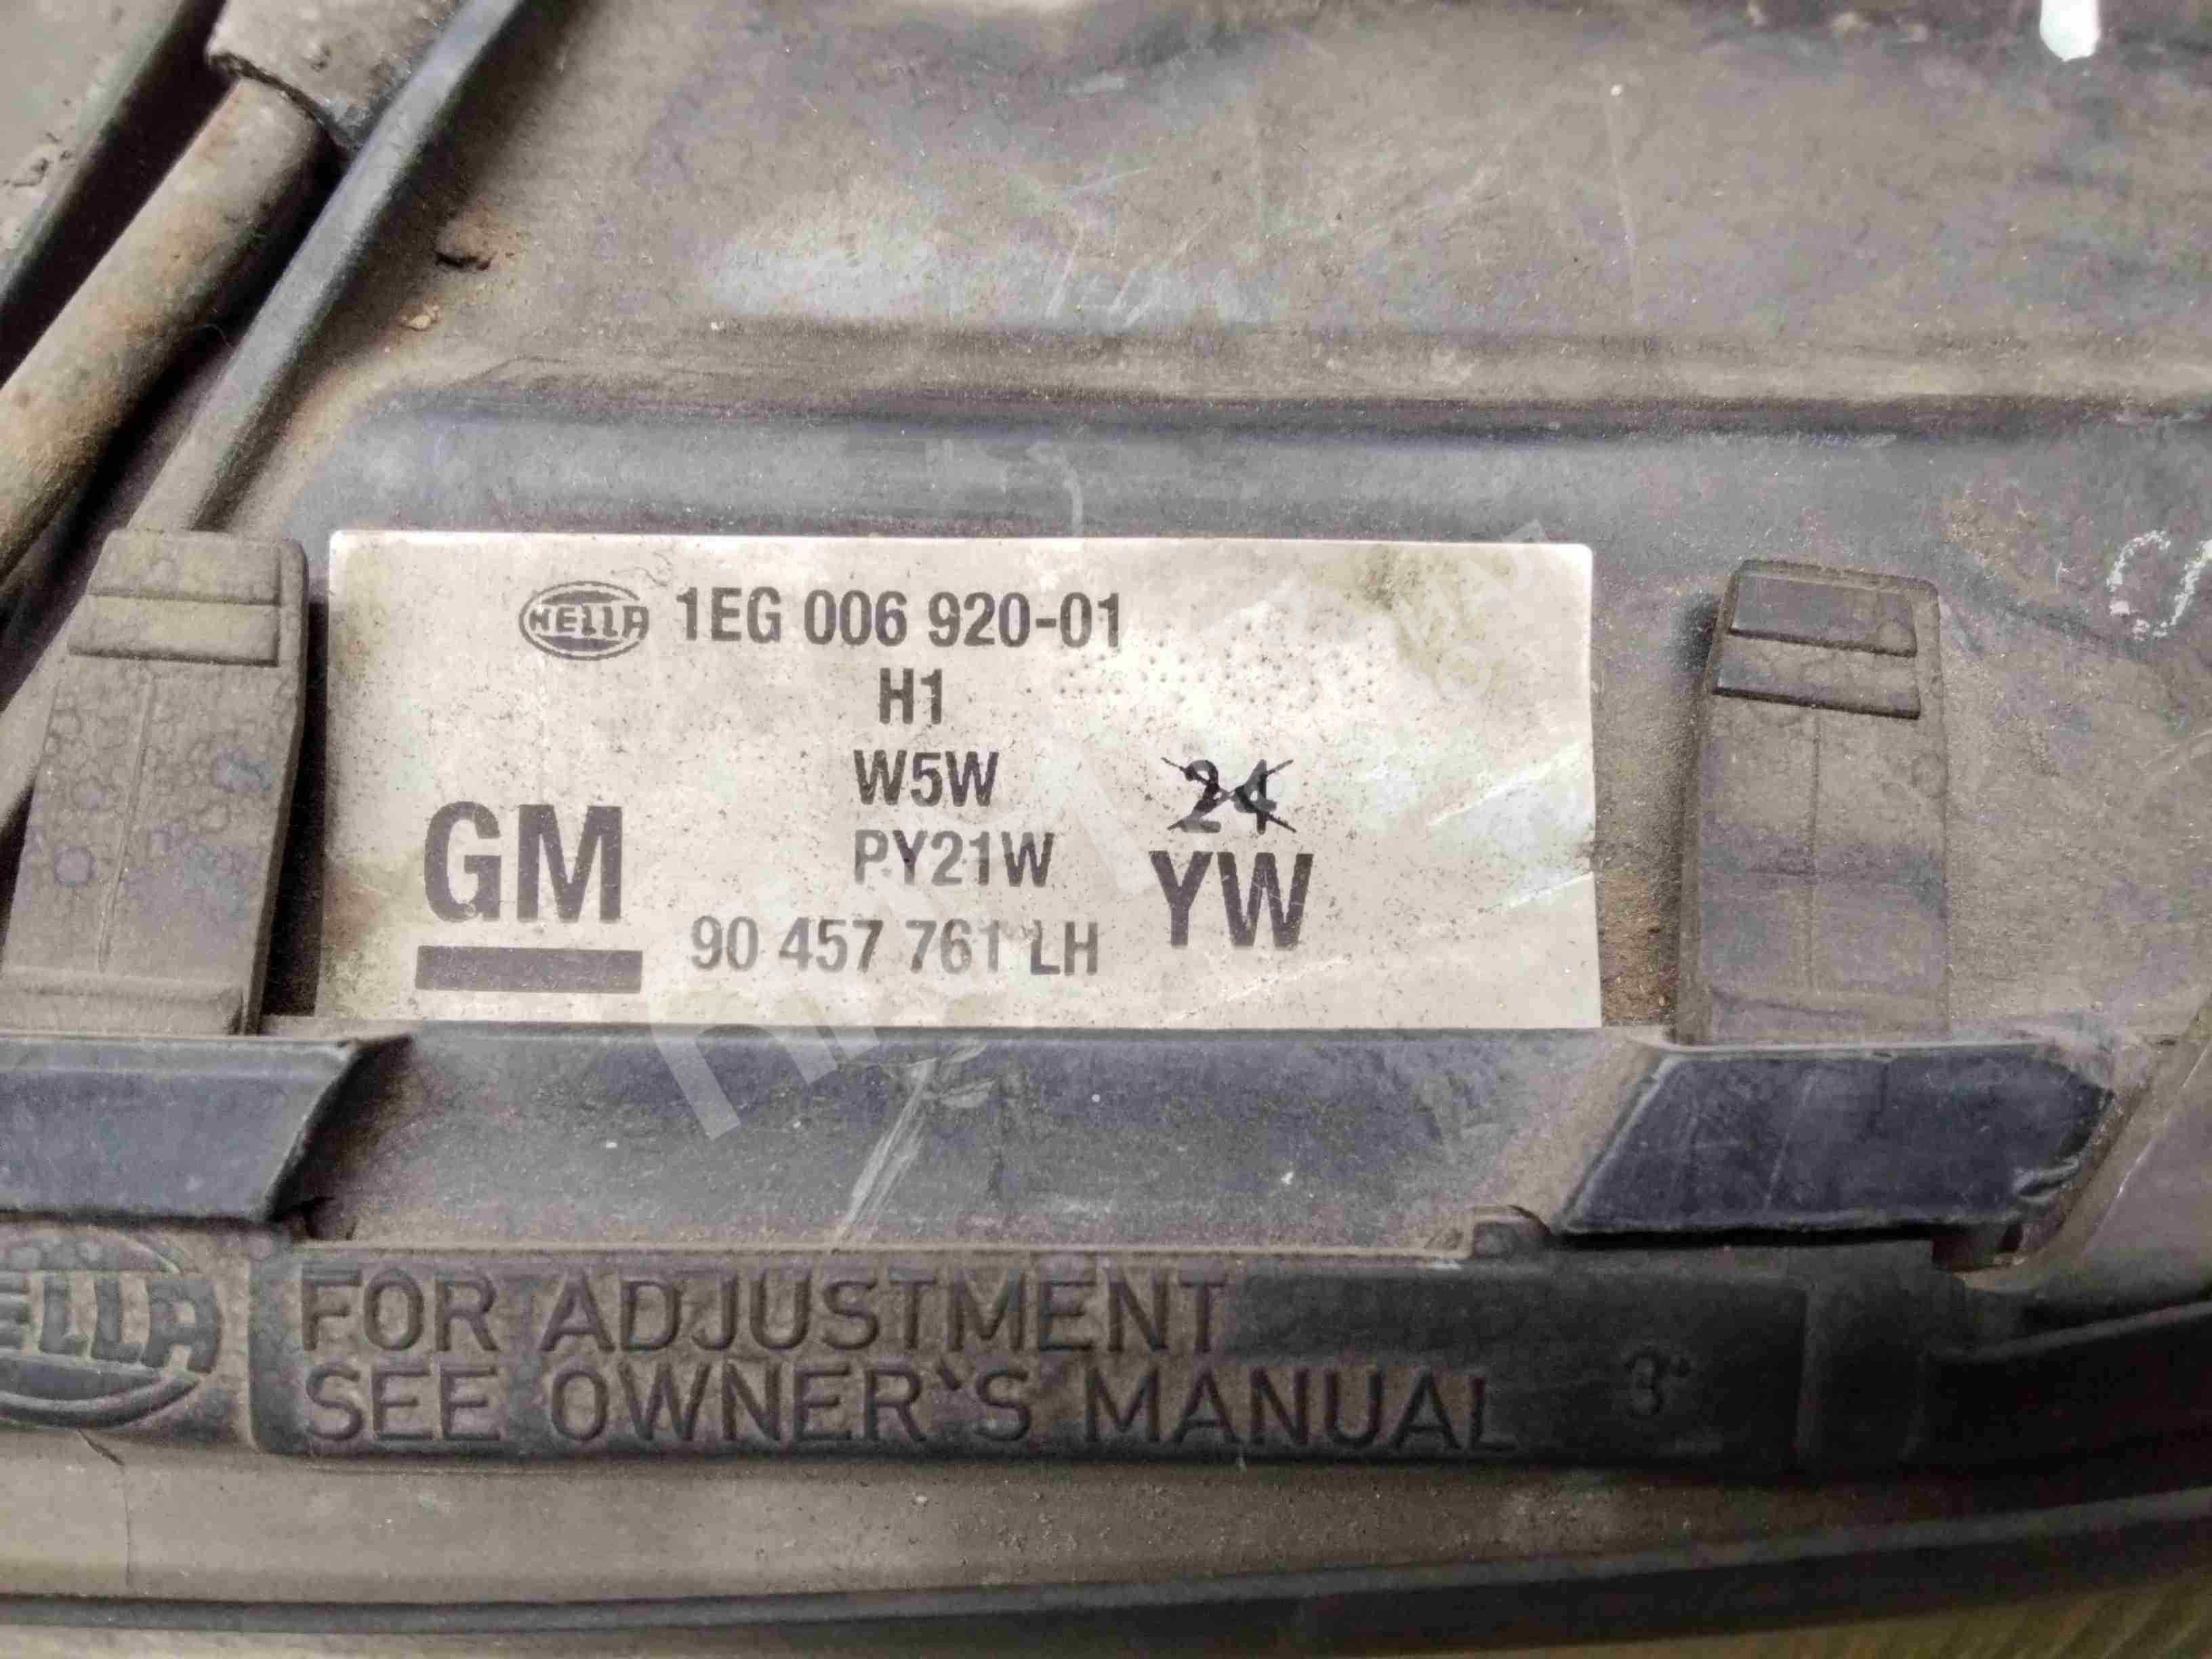 HELLA 1EG 006 920-01
H1
W5W 24
PY21W YW
GM 90 457 761 LH
HELLA FOR ADJUSTMENT
SEE OWNER'S MANUAL 3°